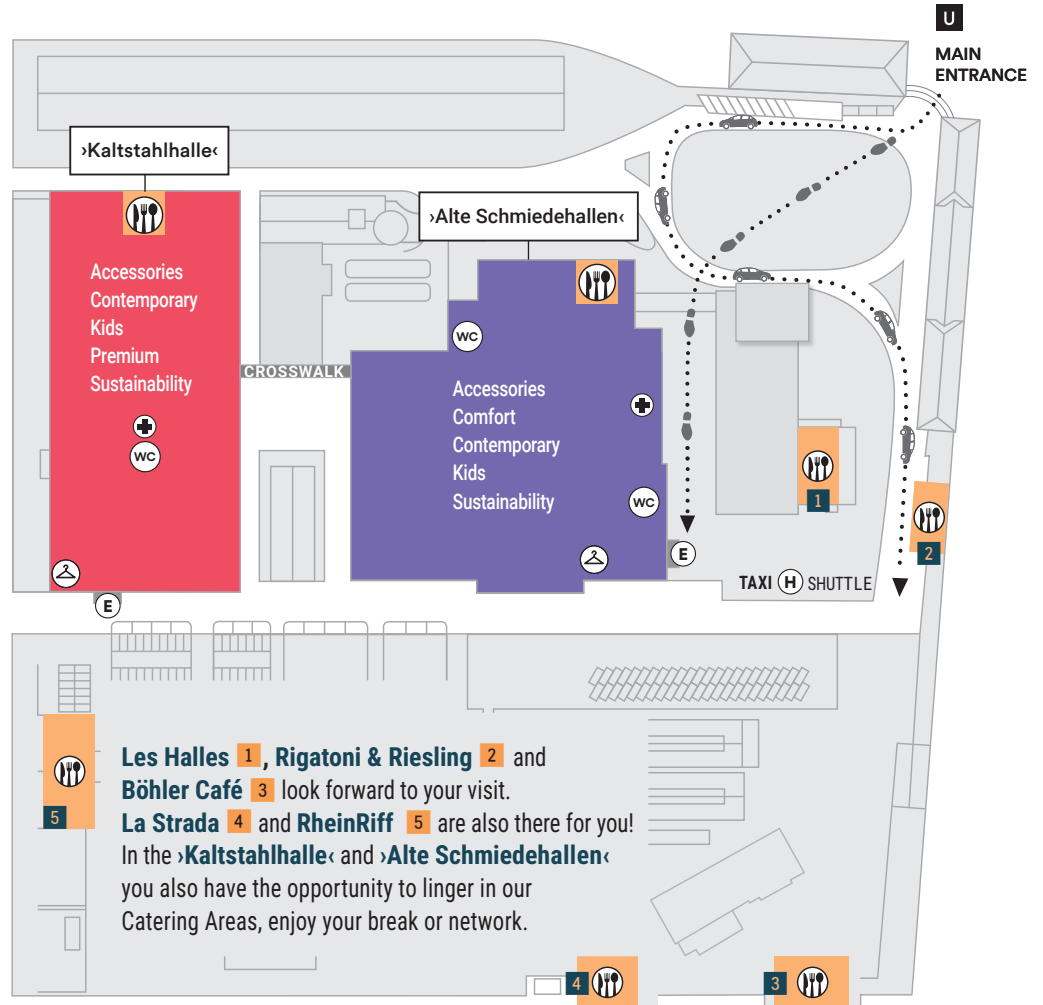 U
MAIN
ENTRANCE
›Kaltstahlhalle‹
›Alte Schmiedehallen‹
Accessories
Contemporary
Kids
Premium
Sustainability
WC
E
CROSSWALK
WC
Accessories
Comfort
Contemporary
Kids
Sustainability
WC
E
1
2
TAXI H SHUTTLE
5
Les Halles 1, Rigatoni & Riesling 2 and
Böhler Café 3 look forward to your visit.
La Strada 4 and RheinRiff 5 are also there for you!
In the ›Kaltstahlhalle‹ and ›Alte Schmiedehallen‹
you also have the opportunity to linger in our
Catering Areas, enjoy your break or network.
4
3